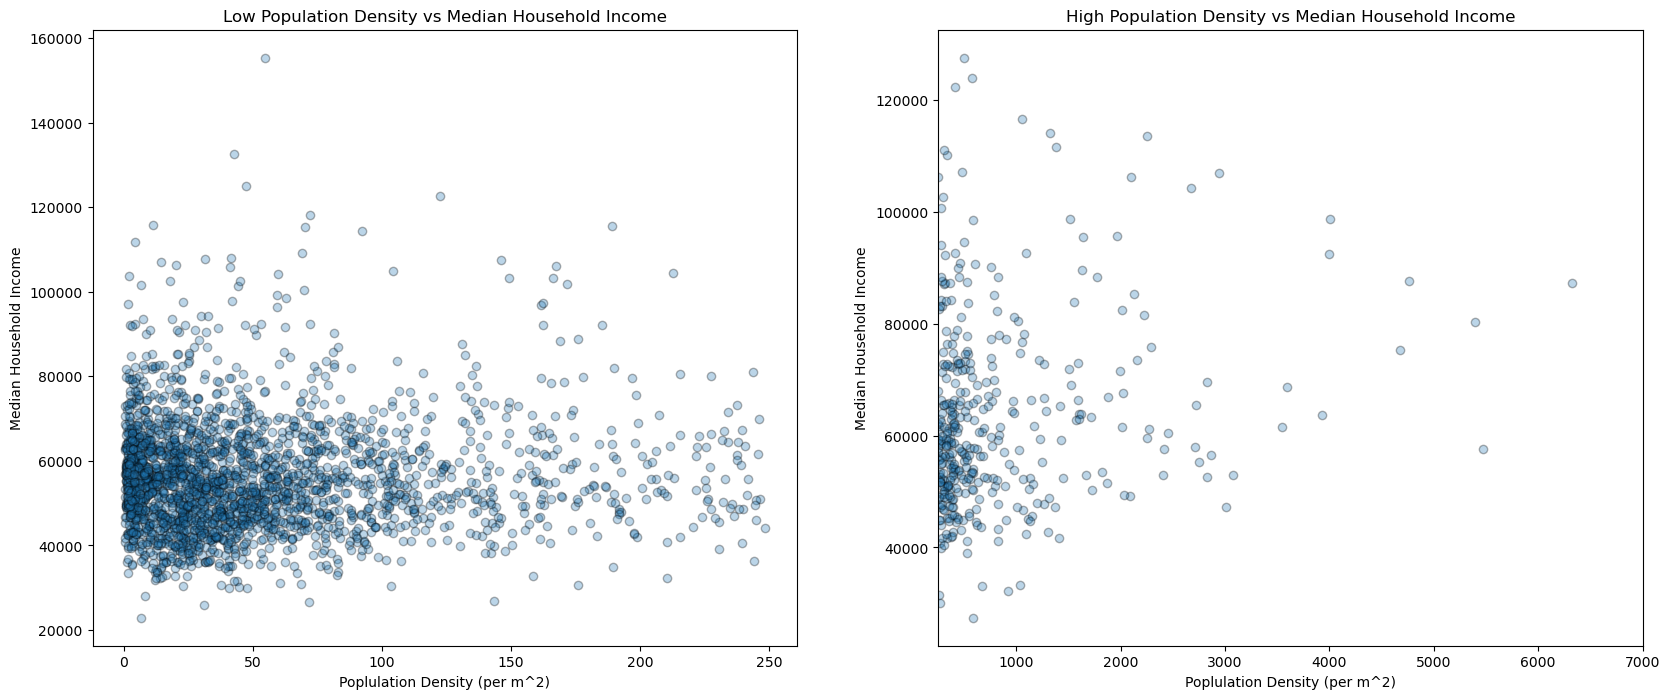 Low Population Density vs Median Household Income
160000
140000
120000
100000
80000
60000
40000
20000
Median Household Income
0 50 100 150 200 250
Poplulation Density (per m^2)
High Population Density vs Median Household Income
120000
100000
80000
60000
40000
Median Household Income
1000 2000 3000 4000 5000 6000 7000
Poplulation Density (per m^2)